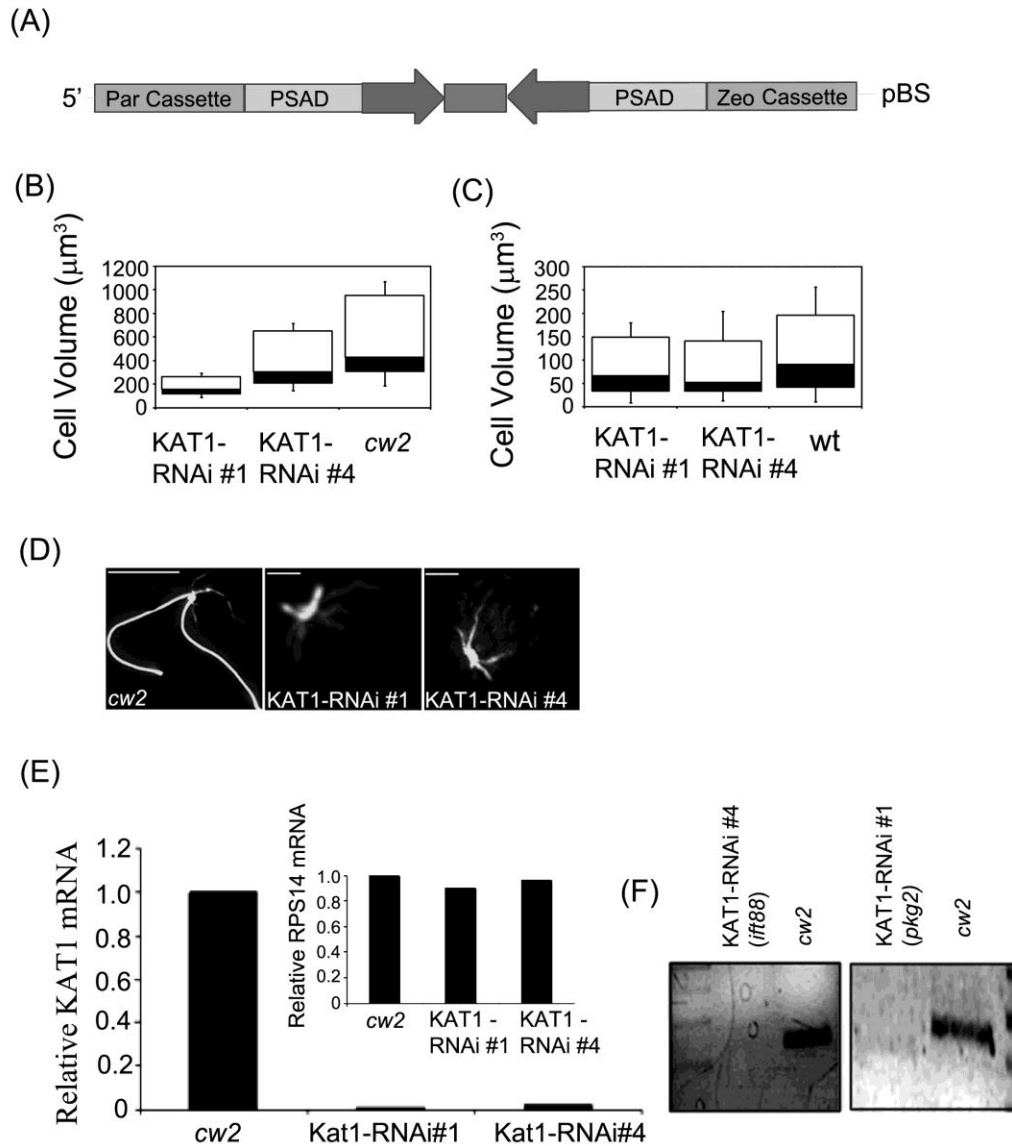 (A)
5’ Par Cassette PSAD PSAD Zeo Cassette pBS
(B)
Cell Volume (μm³)
1200
1000
800
600
400
200
0
KAT1-
RNAi #1
KAT1-
RNAi #4
cw2
(C)
Cell Volume (μm³)
300
250
200
150
100
50
0
KAT1-
RNAi #1
KAT1-
RNAi #4
wt
(D)
cw2
KAT1-RNAi #1
KAT1-RNAi #4
(E)
Relative KAT1 mRNA
1.2
1.0
0.8
0.6
0.4
0.2
0
cw2
Kat1-RNAi#1
Kat1-RNAi#4
Relative RPS14 mRNA
1.0
0.8
0.6
0.4
0.2
0
cw2
KAT1 -
RNAi #1
KAT1 -
RNAi #4
(F)
KAT1-RNAi #4
(ift88)
cw2
KAT1-RNAi #1
(pkg2)
cw2